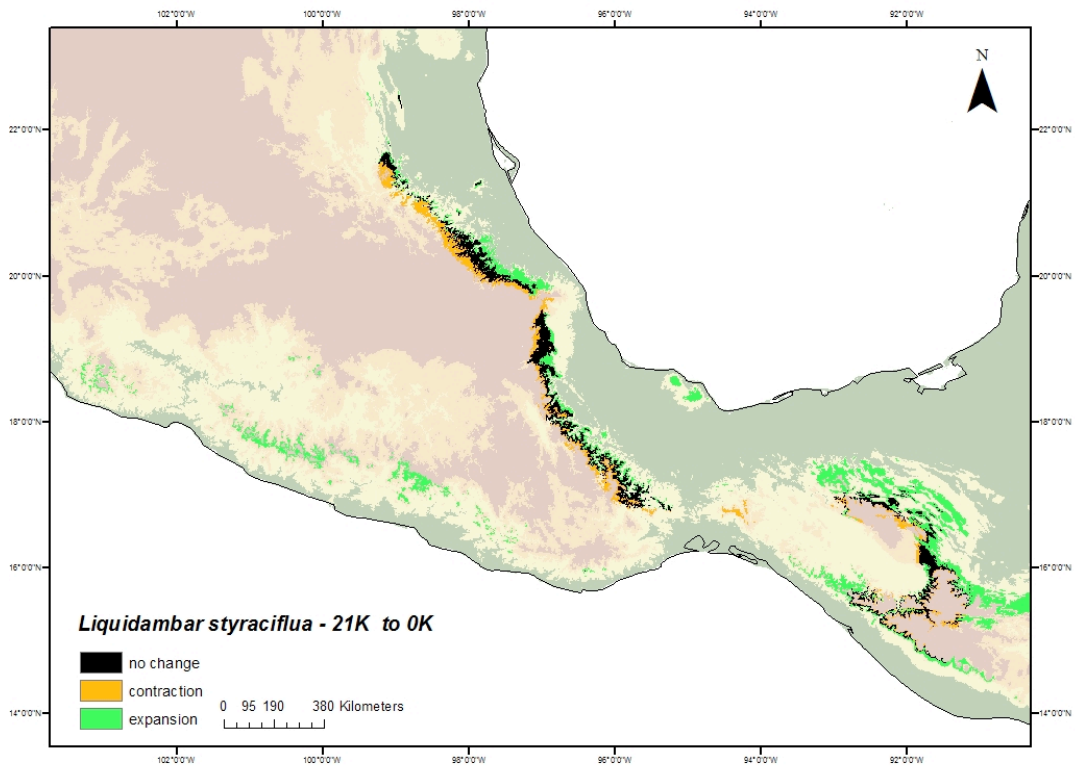 102°0'0"W 100°0'0"W 98°0'0"W 96°0'0"W 94°0'0"W 92°0'0"W
N
22°0'0"N 22°0'0"N
20°0'0"N 20°0'0"N
18°0'0"N 18°0'0"N
16°0'0"N 16°0'0"N
Liquidambar styraciflua - 21K to 0K
no change
contraction
expansion
0 95 190 380 Kilometers
14°0'0"N 14°0'0"N
102°0'0"W 100°0'0"W 98°0'0"W 96°0'0"W 94°0'0"W 92°0'0"W